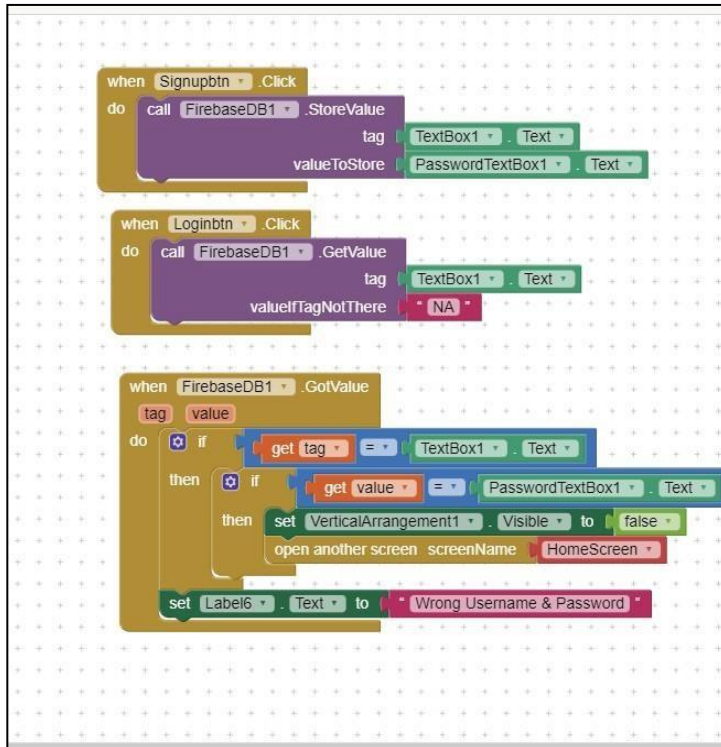 when Signupbtn .Click
do call FirebaseDB1 .StoreValue
tag TextBox1 . Text
valueToStore PasswordTextBox1 . Text
when Loginbtn .Click
do call FirebaseDB1 .GetValue
tag TextBox1 . Text
valueIfTagNotThere " NA "
when FirebaseDB1 .GotValue
tag value
do if get tag = TextBox1 . Text
then if get value = PasswordTextBox1 . Text
then set VerticalArrangement1 . Visible to false
open another screen screenName HomeScreen
set Label6 . Text to " Wrong Username & Password "